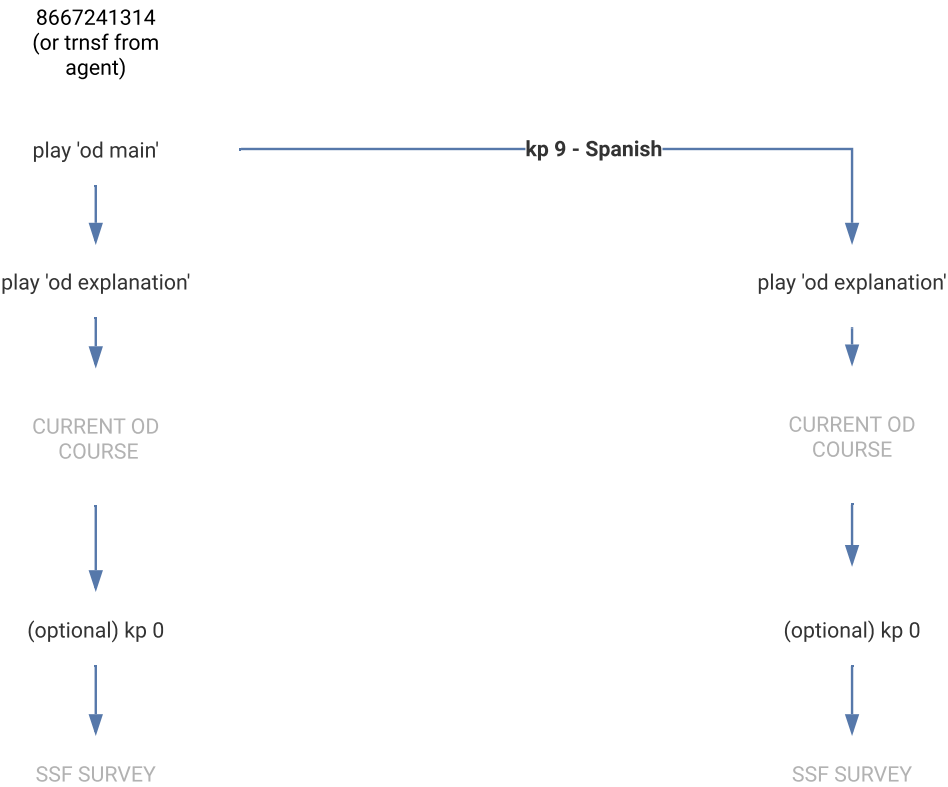 8667241314
(or trnsf from
agent)
play 'od main'
kp 9 - Spanish
play 'od explanation'
play 'od explanation'
CURRENT OD
COURSE
CURRENT OD
COURSE
(optional) kp 0
(optional) kp 0
SSF SURVEY
SSF SURVEY